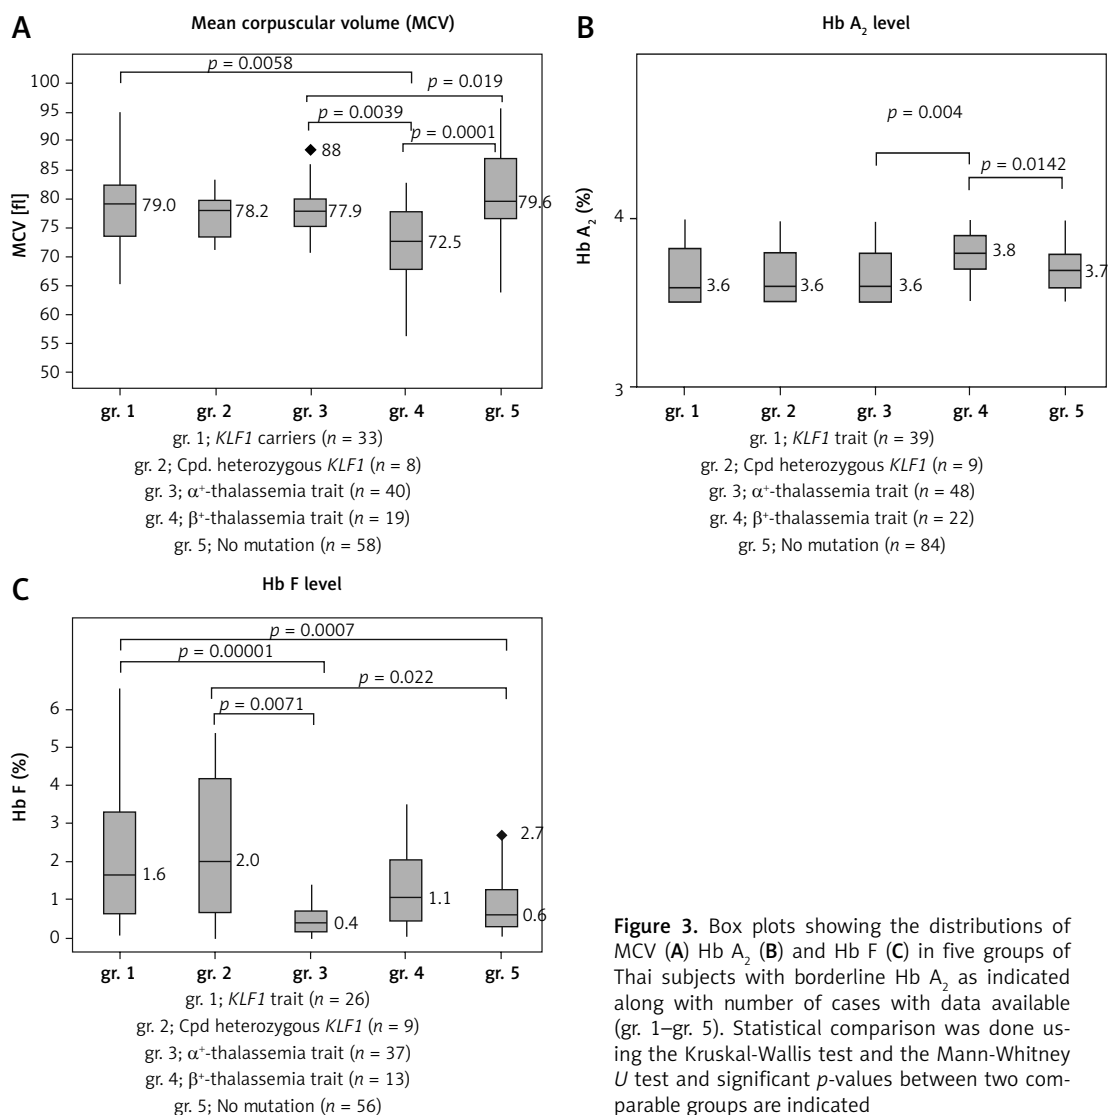 A
Mean corpuscular volume (MCV)
p = 0.0058
p = 0.019
p = 0.0039
p = 0.0001
MCV [fl]
100
95
90
85
80
75
70
65
60
55
50
79.0
78.2
88
77.9
72.5
79.6
gr. 1 gr. 2 gr. 3 gr. 4 gr. 5
gr. 1; KLF1 carriers (n = 33)
gr. 2; Cpd. heterozygous KLF1 (n = 8)
gr. 3; α⁺-thalassemia trait (n = 40)
gr. 4; β⁺-thalassemia trait (n = 19)
gr. 5; No mutation (n = 58)
B
Hb A₂ level
p = 0.004
p = 0.0142
Hb A₂ (%)
4
3
3.6
3.6
3.6
3.8
3.7
gr. 1 gr. 2 gr. 3 gr. 4 gr. 5
gr. 1; KLF1 trait (n = 39)
gr. 2; Cpd heterozygous KLF1 (n = 9)
gr. 3; α⁺-thalassemia trait (n = 48)
gr. 4; β⁺-thalassemia trait (n = 22)
gr. 5; No mutation (n = 84)
C
Hb F level
p = 0.0007
p = 0.00001
p = 0.022
p = 0.0071
Hb F (%)
6
5
4
3
2
1
0
1.6
2.0
0.4
1.1
2.7
0.6
gr. 1 gr. 2 gr. 3 gr. 4 gr. 5
gr. 1; KLF1 trait (n = 26)
gr. 2; Cpd heterozygous KLF1 (n = 9)
gr. 3; α⁺-thalassemia trait (n = 37)
gr. 4; β⁺-thalassemia trait (n = 13)
gr. 5; No mutation (n = 56)
Figure 3. Box plots showing the distributions of
MCV (A) Hb A₂ (B) and Hb F (C) in five groups of
Thai subjects with borderline Hb A₂ as indicated
along with number of cases with data available
(gr. 1–gr. 5). Statistical comparison was done us-
ing the Kruskal-Wallis test and the Mann-Whitney
U test and significant p-values between two com-
parable groups are indicated